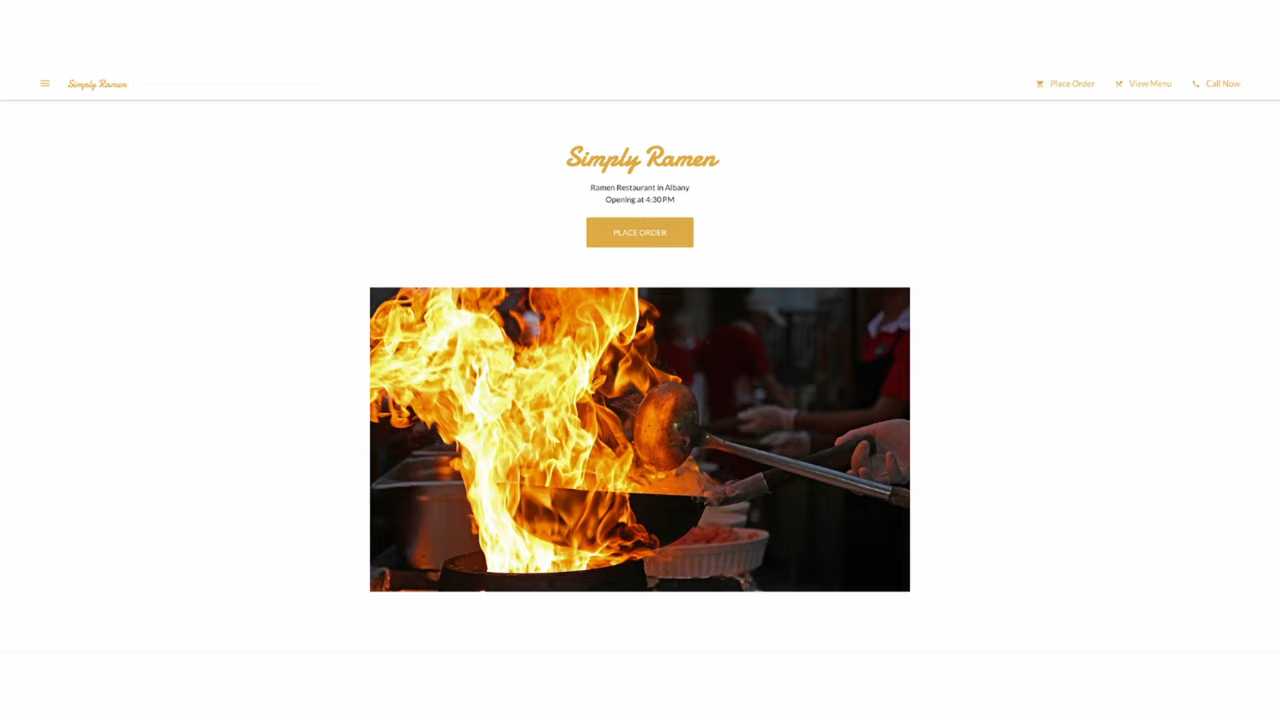 Simply Ramen
Place Order
View Menu
Call Now
Simply Ramen
Ramen Restaurant in Albany
Opening at 4:30 PM
PLACE ORDER